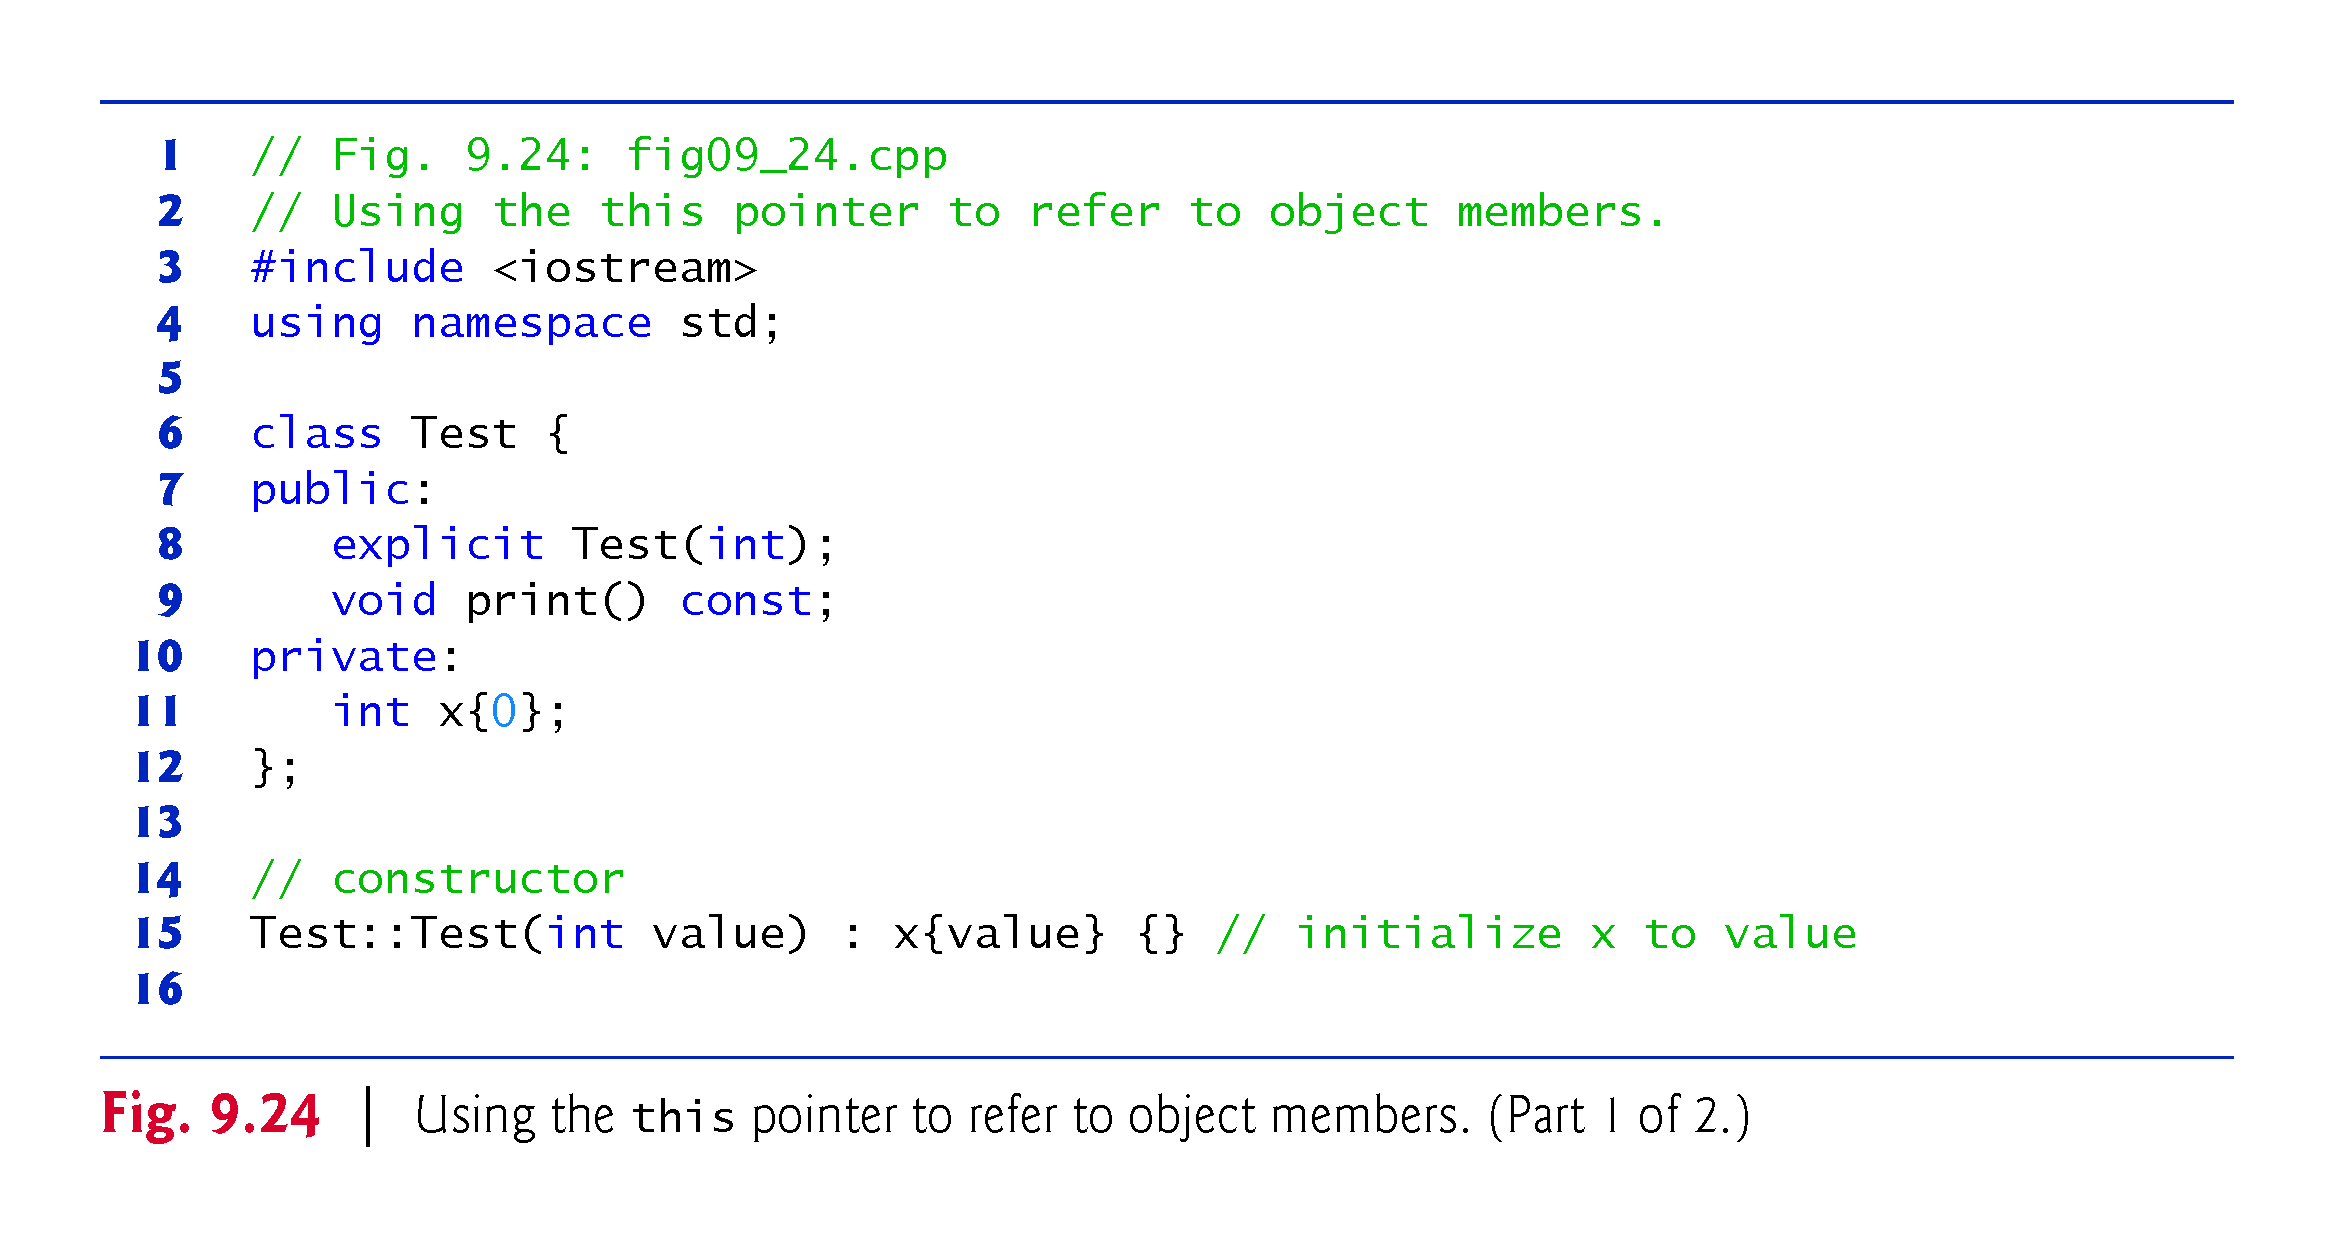 1 // Fig. 9.24: fig09_24.cpp
2 // Using the this pointer to refer to object members.
3 #include <iostream>
4 using namespace std;
5
6 class Test {
7 public:
8    explicit Test(int);
9    void print() const;
10 private:
11    int x{0};
12 };
13
14 // constructor
15 Test::Test(int value) : x{value} {} // initialize x to value
16
Fig. 9.24 | Using the this pointer to refer to object members. (Part 1 of 2.)